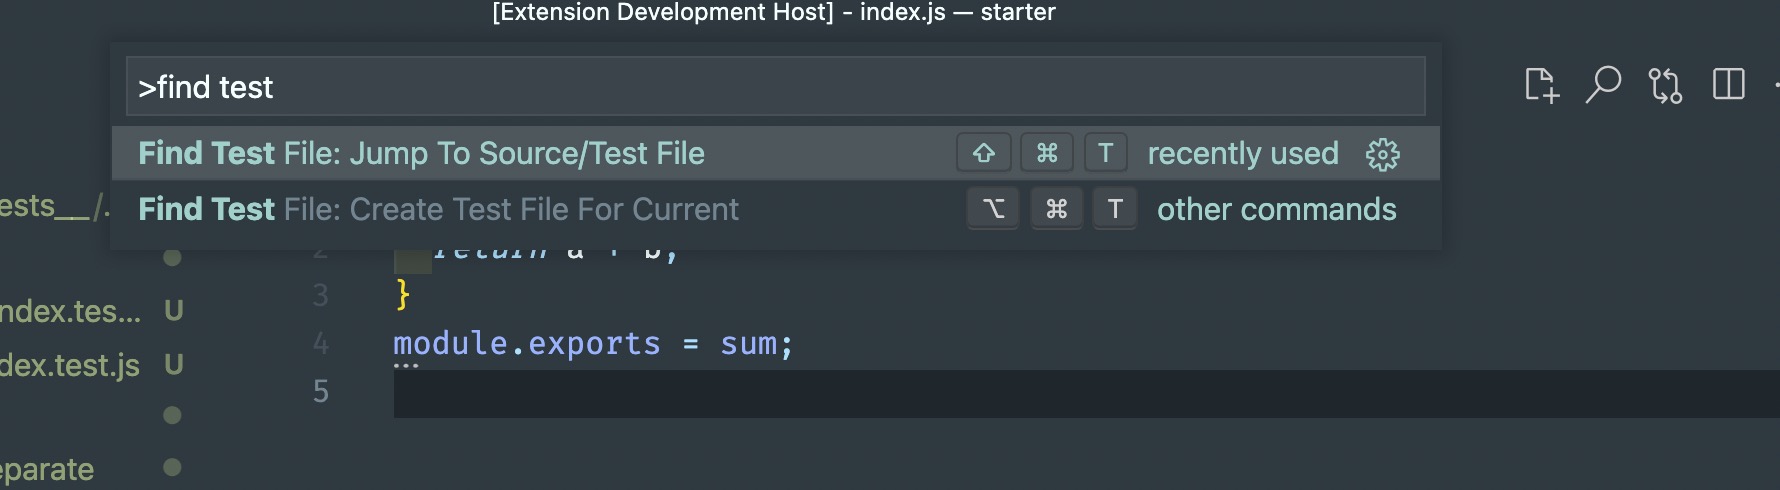 [Extension Development Host] - index.js — starter
>find test
Find Test File: Jump To Source/Test File ⇧ ⌘ T recently used
ests__/. Find Test File: Create Test File For Current ⌥ ⌘ T other commands
2 return a + b;
3 }
ndex.tes... U
4 module.exports = sum;
dex.test.js U
5
eparate